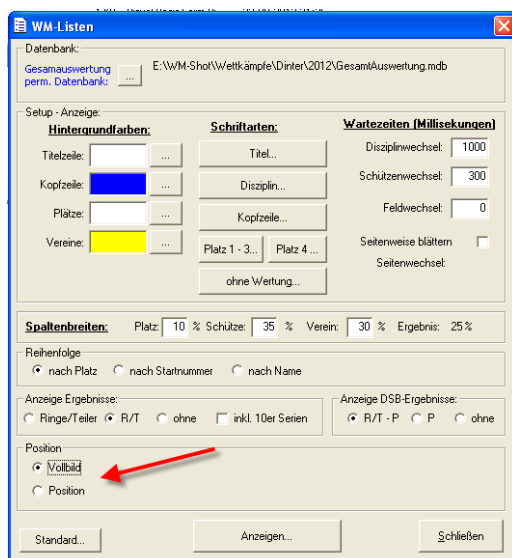 WM-Listen
Datenbank:
Gesamauswertung
perm. Datenbank:
...
E:\WM-Shot\Wettkämpfe\Dinter\2012\GesamtAuswertung.mdb
Setup - Anzeige:
Hintergrundfarben:
Titelzeile: ...
Kopfzeile: ...
Plätze: ...
Vereine: ...
Schriftarten:
Titel...
Disziplin...
Kopfzeile...
Platz 1 - 3... Platz 4 ...
ohne Wertung...
Wartezeiten (Millisekungen)
Disziplinwechsel: 1000
Schützenwechsel: 300
Feldwechsel: 0
Seitenweise blättern
Seitenwechsel:
Spaltenbreiten: Platz: 10 % Schütze: 35 % Verein: 30 % Ergebnis: 25%
Reihenfolge
nach Platz nach Startnummer nach Name
Anzeige Ergebnisse:
Ringe/Teiler R/T ohne inkl. 10er Serien
Anzeige DSB-Ergebnisse:
R/T - P P ohne
Position
Vollbild
Position
Standard... Anzeigen... Schließen